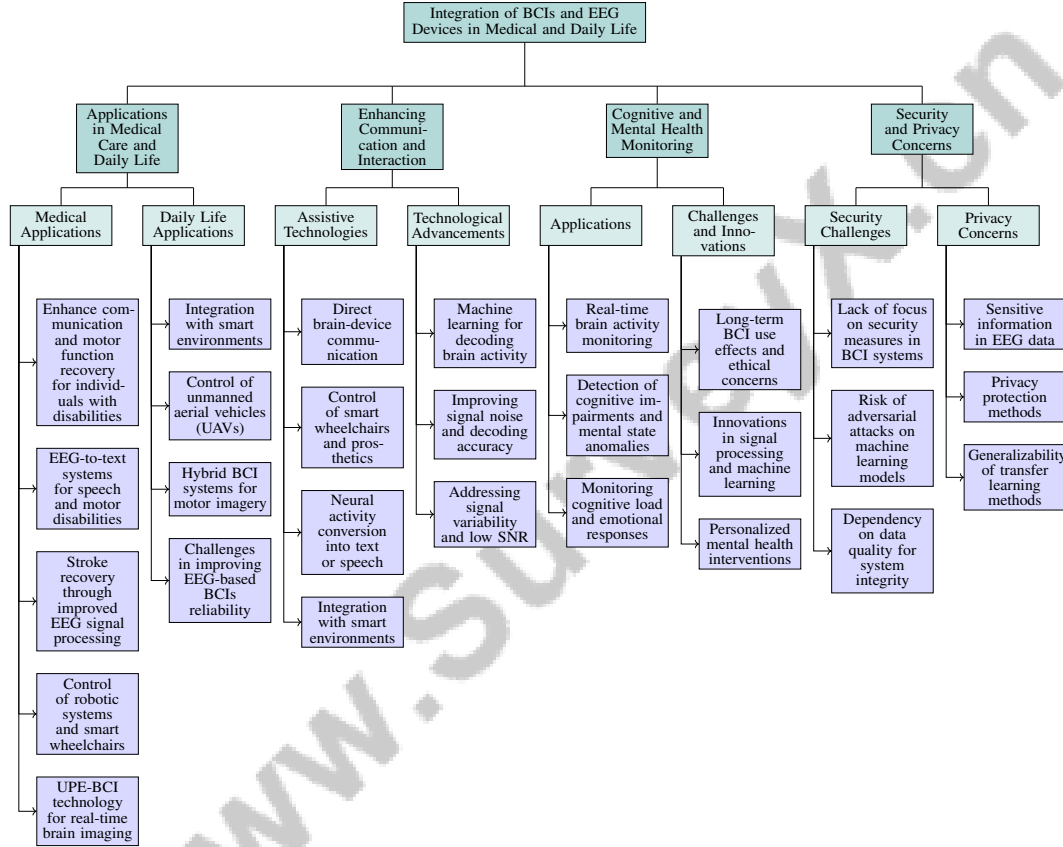 Integration of BCIs and EEG
Devices in Medical and Daily Life
Applications
in Medical
Care and
Daily Life
Enhancing
Communi-
cation and
Interaction
Cognitive and
Mental Health
Monitoring
Security
and Privacy
Concerns
Medical
Applications
Daily Life
Applications
Assistive
Technologies
Technological
Advancements
Applications
Challenges
and Inno-
vations
Security
Challenges
Privacy
Concerns
Enhance com-
munication
and motor
function
recovery
for individ-
uals with
disabilities
EEG-to-text
systems
for speech
and motor
disabilities
Stroke
recovery
through
improved
EEG signal
processing
Control
of robotic
systems
and smart
wheelchairs
UPE-BCI
technology
for real-time
brain imaging
Integration
with smart
environments
Control of
unmanned
aerial vehicles
(UAVs)
Hybrid BCI
systems for
motor imagery
Challenges
in improving
EEG-based
BCIs
reliability
Direct
brain-device
commu-
nication
Control
of smart
wheelchairs
and pros-
thetics
Neural
activity
conversion
into text
or speech
Integration
with smart
environments
Machine
learning for
decoding
brain activity
Improving
signal noise
and decoding
accuracy
Addressing
signal
variability
and low SNR
Real-time
brain activity
monitoring
Detection of
cognitive im-
pairments and
mental state
anomalies
Monitoring
cognitive load
and emotional
responses
Long-term
BCI use
effects and
ethical
concerns
Innovations
in signal
processing
and machine
learning
Personalized
mental health
interventions
Lack of focus
on security
measures in
BCI systems
Risk of
adversarial
attacks on
machine
learning
models
Dependency
on data
quality for
system
integrity
Sensitive
information
in EEG data
Privacy
protection
methods
Generalizability
of transfer
learning
methods
www.SurveyX.cn